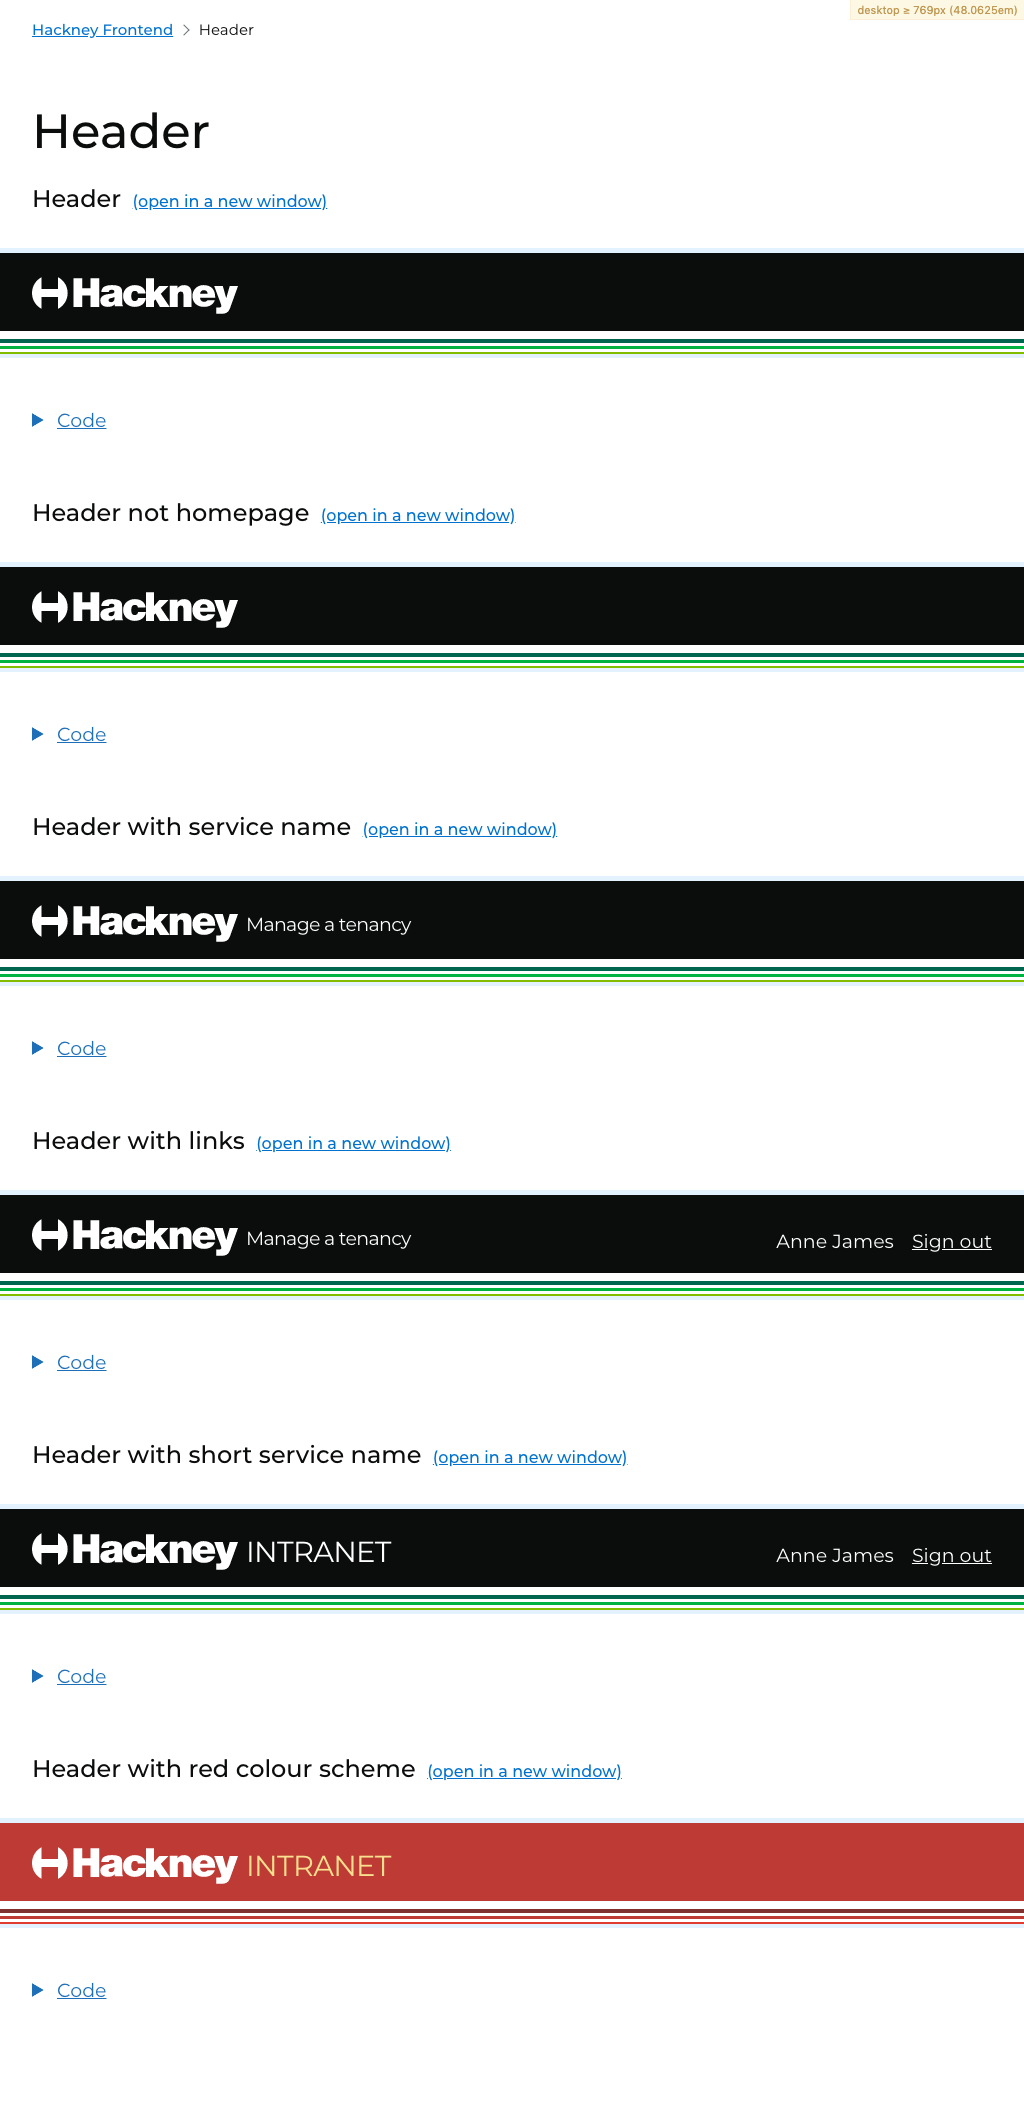 desktop ≥ 769px (48.0625em)
Hackney Frontend Header
Header
Header (open in a new window)
Hackney
Code
Header not homepage (open in a new window)
Hackney
Code
Header with service name (open in a new window)
Hackney Manage a tenancy
Code
Header with links (open in a new window)
Hackney Manage a tenancy Anne James Sign out
Code
Header with short service name (open in a new window)
Hackney INTRANET Anne James Sign out
Code
Header with red colour scheme (open in a new window)
Hackney INTRANET
Code